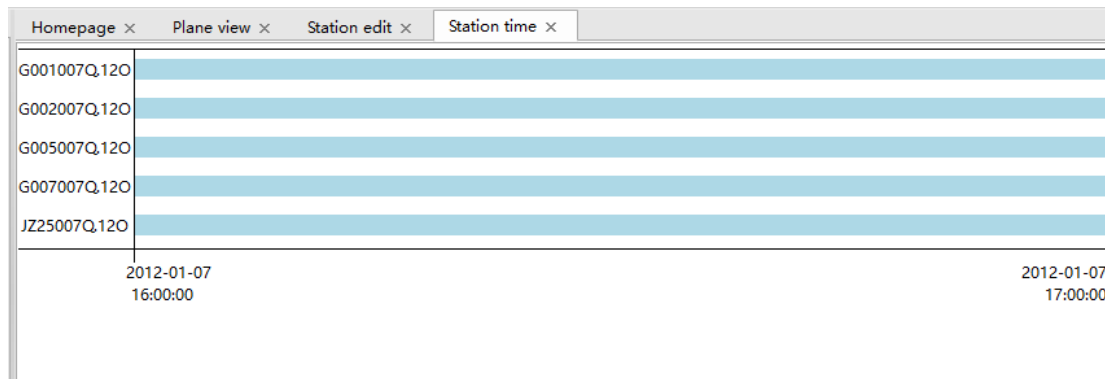 Homepage × Plane view × Station edit × Station time ×
G001007Q.12O
G002007Q.12O
G005007Q.12O
G007007Q.12O
JZ25007Q.12O
2012-01-07 2012-01-07
16:00:00 17:00:00